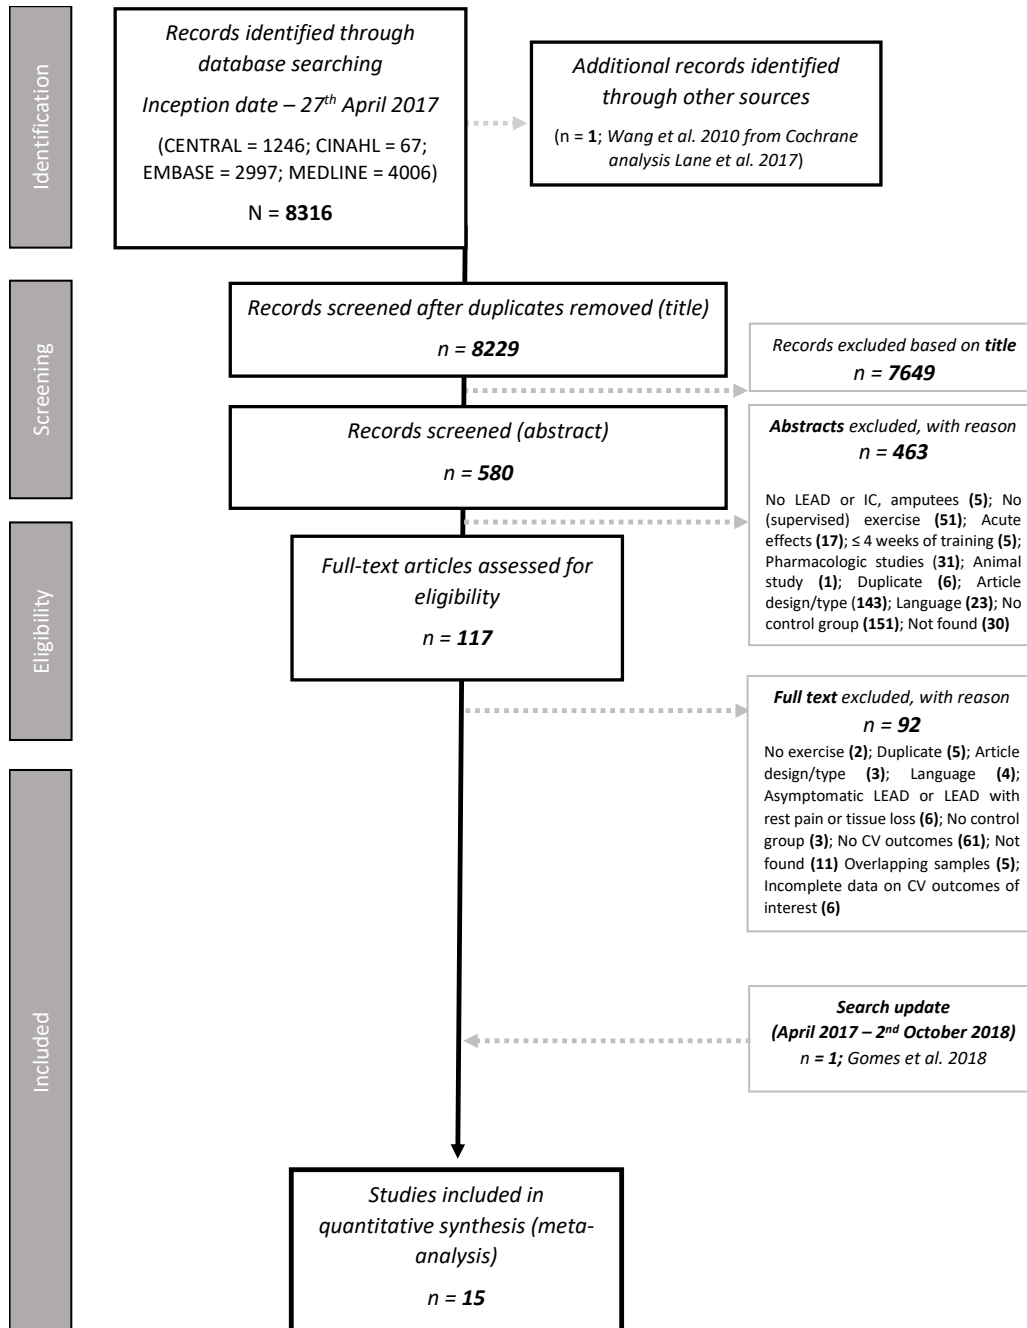 Identification
Records identified through
database searching
Inception date – 27th April 2017
(CENTRAL = 1246; CINAHL = 67;
EMBASE = 2997; MEDLINE = 4006)
N = 8316
Additional records identified
through other sources
(n = 1; Wang et al. 2010 from Cochrane
analysis Lane et al. 2017)
Screening
Records screened after duplicates removed (title)
n = 8229
Records excluded based on title
n = 7649
Records screened (abstract)
n = 580
Abstracts excluded, with reason
n = 463
No LEAD or IC, amputees (5); No
(supervised) exercise (51); Acute
effects (17); ≤ 4 weeks of training (5);
Pharmacologic studies (31); Animal
study (1); Duplicate (6); Article
design/type (143); Language (23); No
control group (151); Not found (30)
Eligibility
Full-text articles assessed for
eligibility
n = 117
Full text excluded, with reason
n = 92
No exercise (2); Duplicate (5); Article
design/type (3); Language (4);
Asymptomatic LEAD or LEAD with
rest pain or tissue loss (6); No control
group (3); No CV outcomes (61); Not
found (11) Overlapping samples (5);
Incomplete data on CV outcomes of
interest (6)
Included
Search update
(April 2017 – 2nd October 2018)
n = 1; Gomes et al. 2018
Studies included in
quantitative synthesis (meta-
analysis)
n = 15